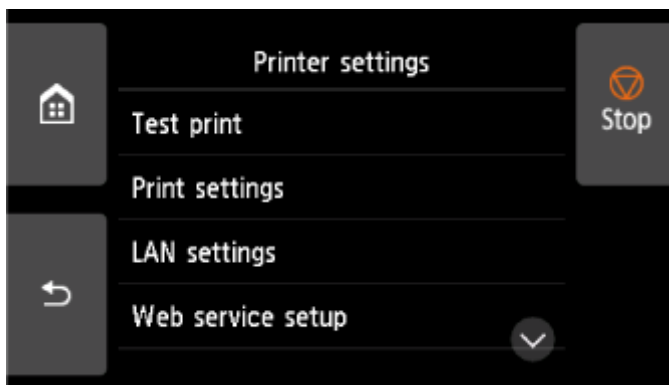 Printer settings
Stop
Test print
Print settings
LAN settings
Web service setup